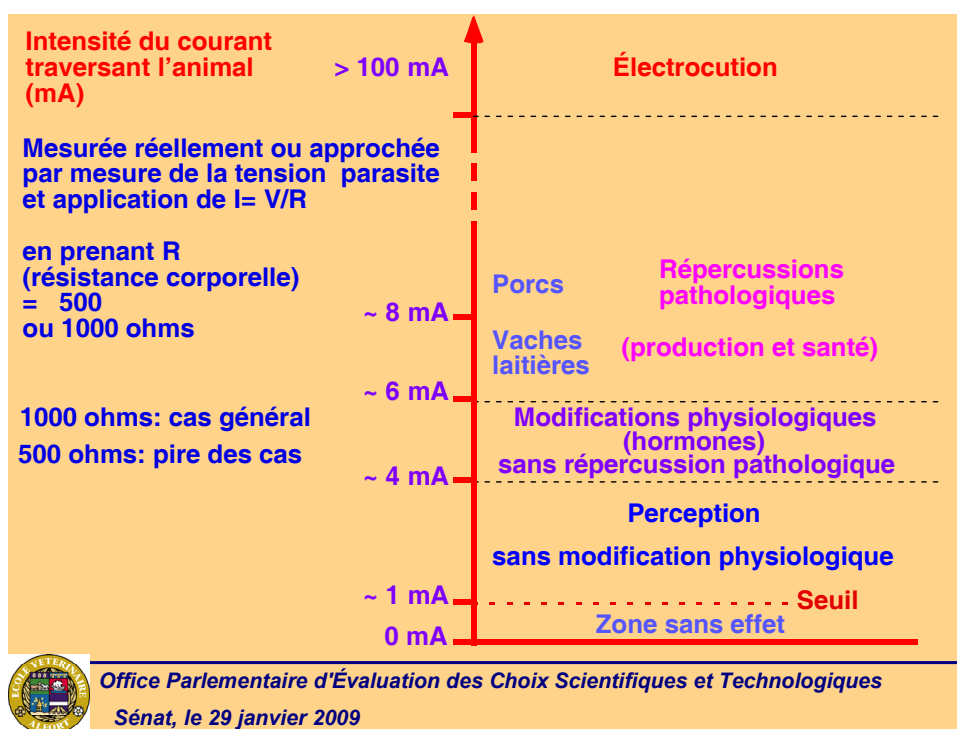 Intensité du courant
traversant l'animal
(mA)
> 100 mA
Électrocution
Mesurée réellement ou approchée
par mesure de la tension parasite
et application de I= V/R
en prenant R
(résistance corporelle)
= 500
ou 1000 ohms
1000 ohms: cas général
500 ohms: pire des cas
Porcs
Répercussions
pathologiques
~ 8 mA
Vaches
laitières
(production et santé)
~ 6 mA
Modifications physiologiques
(hormones)
sans répercussion pathologique
~ 4 mA
Perception
sans modification physiologique
~ 1 mA
Seuil
Zone sans effet
0 mA
ECOLE VETERINAIRE
ALFORT
Office Parlementaire d'Évaluation des Choix Scientifiques et Technologiques
Sénat, le 29 janvier 2009